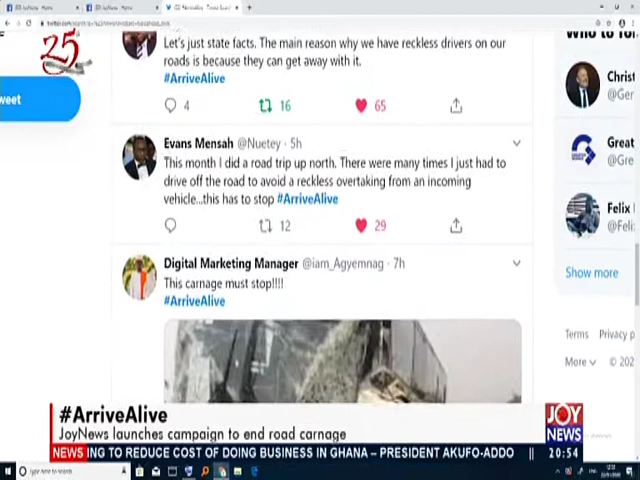 25
weet
Let's just state facts. The main reason why we have reckless drivers on our
roads is because they can get away with it.
#ArriveAlive
4 16 65
Evans Mensah @Nuetey · 5h
This month I did a road trip up north. There were many times I just had to
drive off the road to avoid a reckless overtaking from an incoming
vehicle...this has to stop #ArriveAlive
12 29
Digital Marketing Manager @iam_Agyemnag · 7h
This carnage must stop!!!!
#ArriveAlive
Christ
@Ger
Great
@Gre
Felix
@Feli
Show more
Terms Privacy p
More © 202
#ArriveAlive
JoyNews launches campaign to end road carnage
JOY
NEWS
NEWS ING TO REDUCE COST OF DOING BUSINESS IN GHANA – PRESIDENT AKUFO-ADDO || 20:54